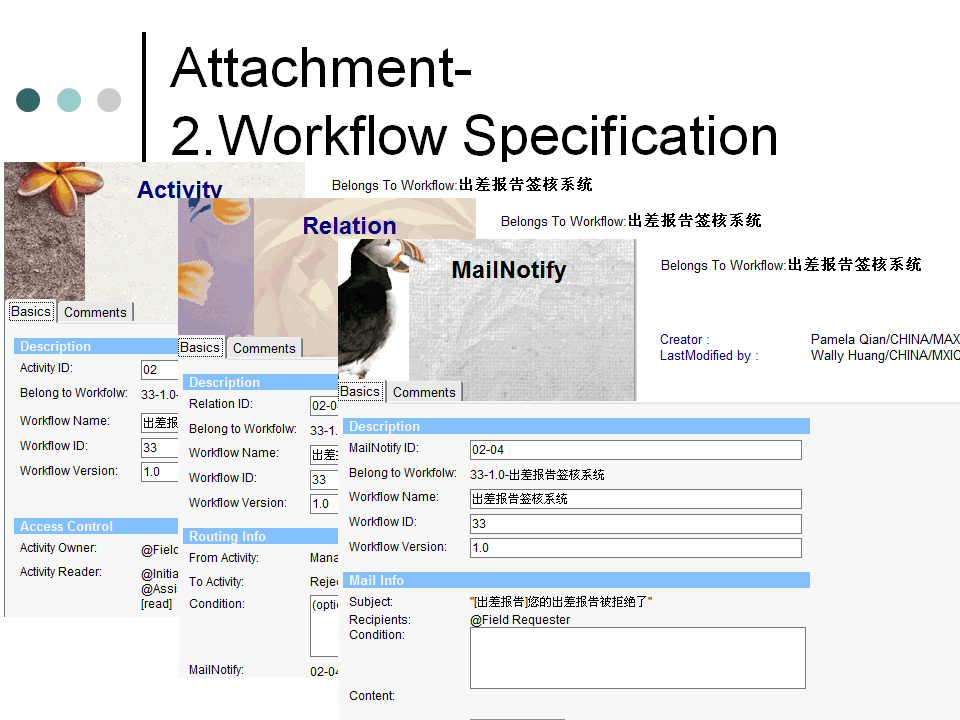 Attachment-
2.Workflow Specification
Activity
Belongs To Workflow:出差报告签核系统
Basics
Comments
Description
Activity ID:
02
Belong to Workfolw:
33-1.0-
Workflow Name:
出差报
Workflow ID:
33
Workflow Version:
1.0
Access Control
Activity Owner:
@Field
Activity Reader:
@Initia
@Assi
[read]
Relation
Belongs To Workflow:出差报告签核系统
Basics
Comments
Description
Relation ID:
02-0
Belong to Workfolw:
33-1.
Workflow Name:
出差
Workflow ID:
33
Workflow Version:
1.0
Routing Info
From Activity:
Mana
To Activity:
Rejec
Condition:
(optio
MailNotify:
02-04
MailNotify
Belongs To Workflow:出差报告签核系统
Creator :
Pamela Qian/CHINA/MAX
LastModified by :
Wally Huang/CHINA/MXIC
Basics
Comments
Description
MailNotify ID:
02-04
Belong to Workfolw:
33-1.0-出差报告签核系统
Workflow Name:
出差报告签核系统
Workflow ID:
33
Workflow Version:
1.0
Mail Info
Subject:
"[出差报告]您的出差报告被拒绝了"
Recipients:
@Field Requester
Condition:
Content: